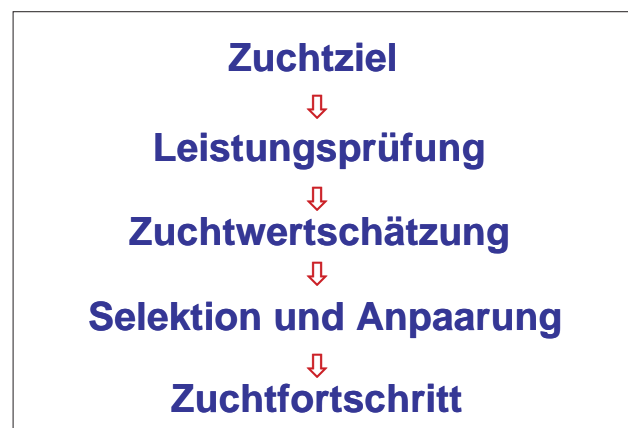 Zuchtziel
⇩
Leistungsprüfung
⇩
Zuchtwertschätzung
⇩
Selektion und Anpaarung
⇩
Zuchtfortschritt